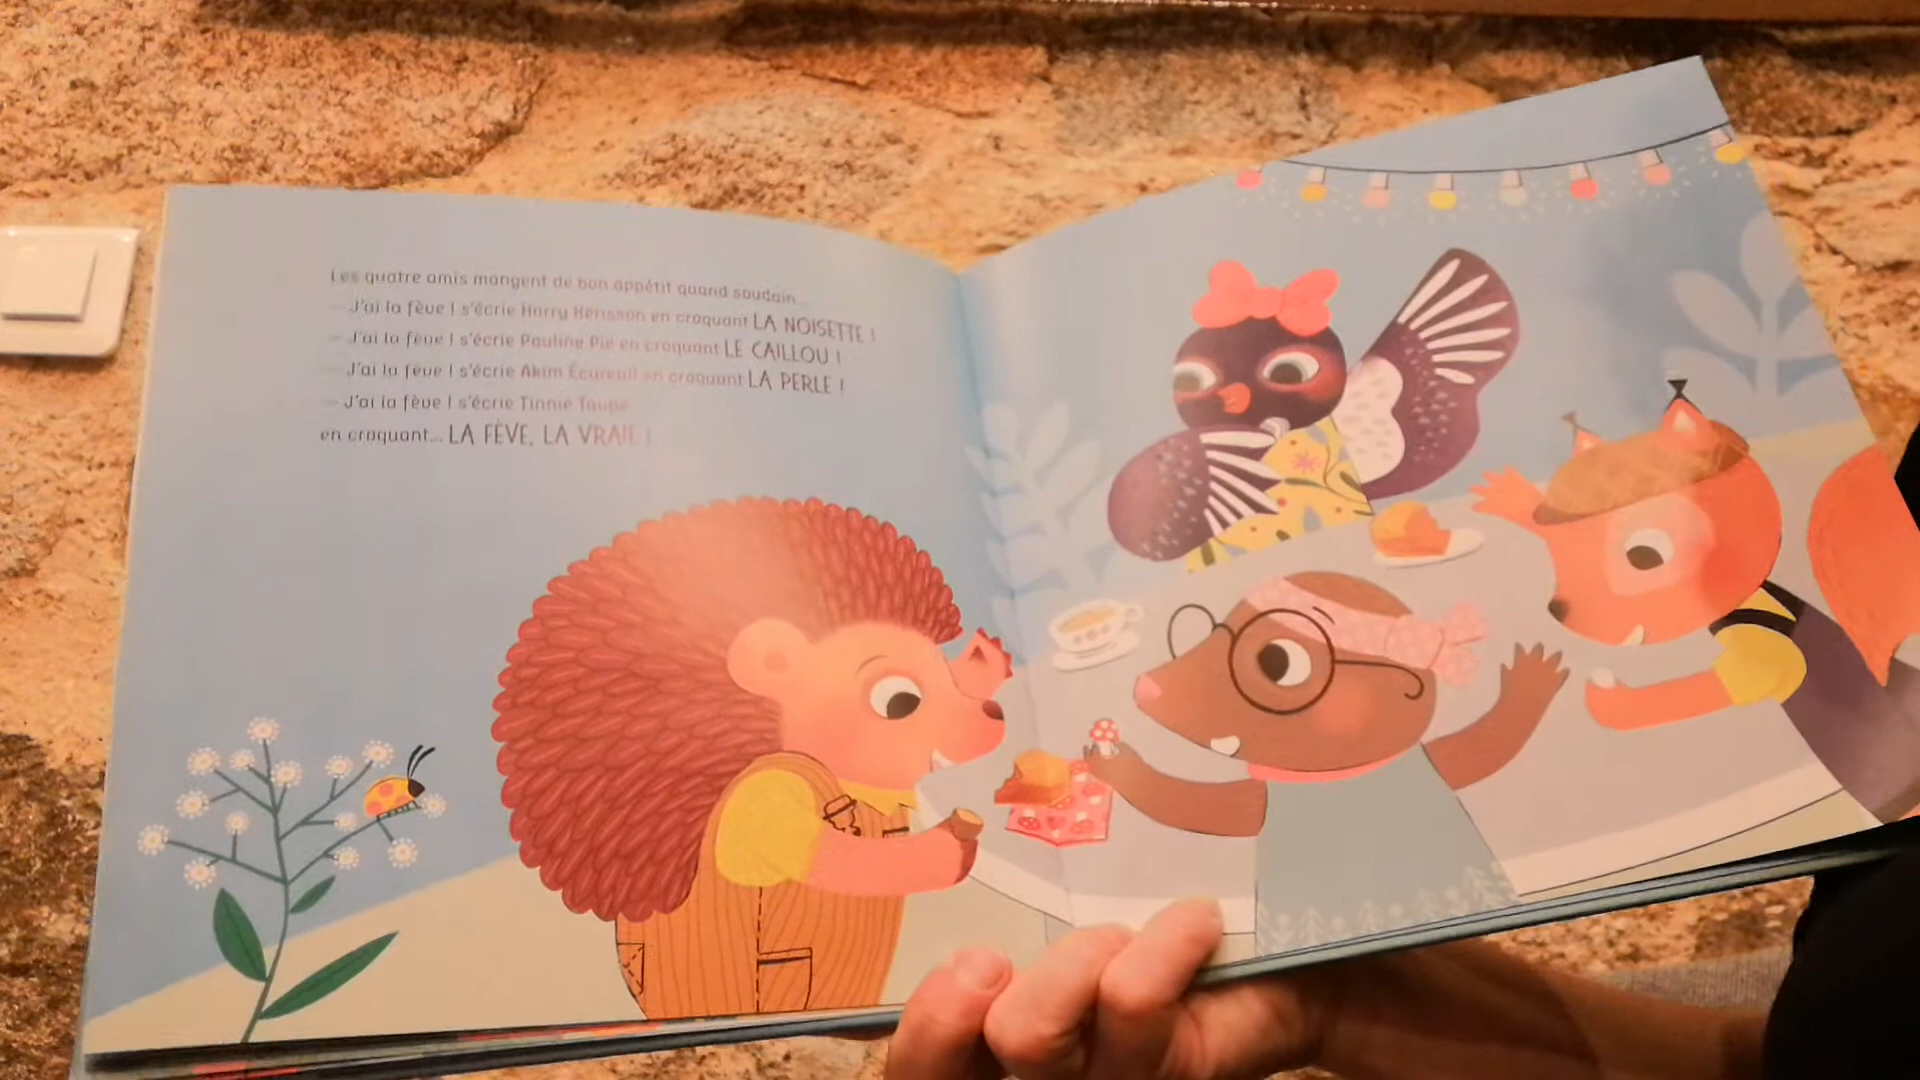 Les quatre amis mangent de bon appétit quand soudain...
– J'ai la fève ! s'écrie Harry Hérisson en croquant LA NOISETTE !
– J'ai la fève ! s'écrie Pauline Pie en croquant LE CAILLOU !
– J'ai la fève ! s'écrie Akim Écureuil en croquant LA PERLE !
– J'ai la fève ! s'écrie Tinnie Taupe
en croquant... LA FÈVE, LA VRAIE !